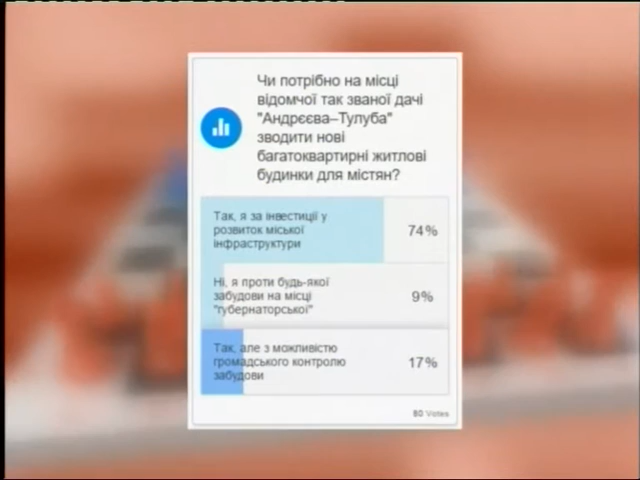 Чи потрібно на місці
відомчої так званої дачі
"Андрєєва–Тулуба"
зводити нові
багатоквартирні житлові
будинки для містян?
Так, я за інвестиції у
розвиток міської
інфраструктури
74%
Ні, я проти будь-якої
забудови на місці
"губернаторської"
9%
Так, але з можливістю
громадського контролю
забудови
17%
80 Votes